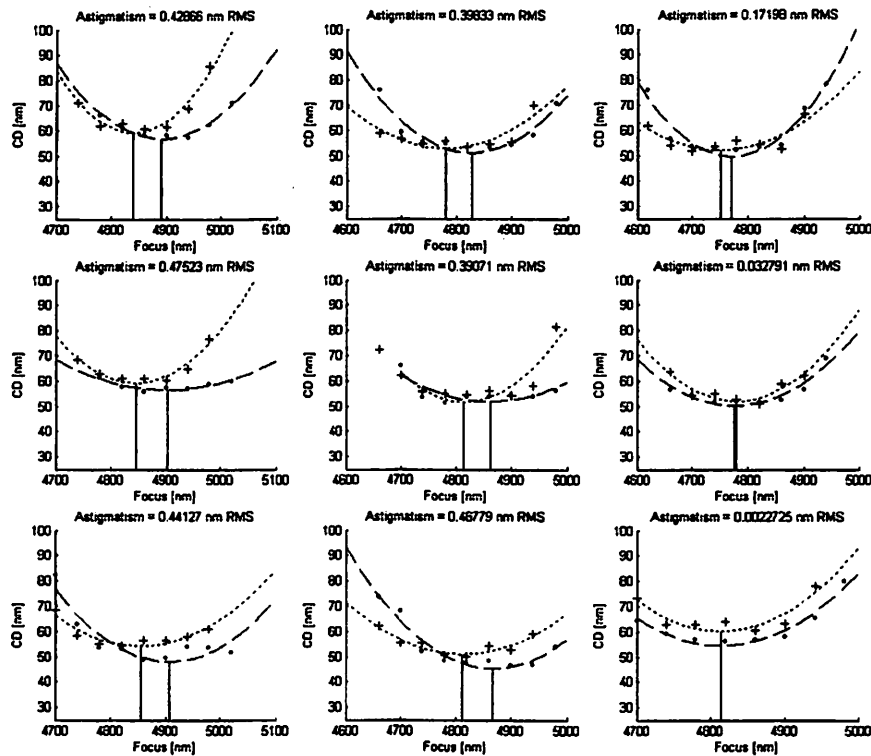 Astigmatism = 0.42866 nm RMS
100
90
80
70
60
50
40
30
CD [nm]
4700 4800 4900 5000 5100
Focus [nm]
Astigmatism = 0.39833 nm RMS
100
90
80
70
60
50
40
30
CD [nm]
4600 4700 4800 4900 5000
Focus [nm]
Astigmatism = 0.17198 nm RMS
100
90
80
70
60
50
40
30
CD [nm]
4600 4700 4800 4900 5000
Focus [nm]
Astigmatism = 0.47523 nm RMS
100
90
80
70
60
50
40
30
CD [nm]
4700 4800 4900 5000 5100
Focus [nm]
Astigmatism = 0.39071 nm RMS
100
90
80
70
60
50
40
30
CD [nm]
4600 4700 4800 4900 5000
Focus [nm]
Astigmatism = 0.032791 nm RMS
100
90
80
70
60
50
40
30
CD [nm]
4600 4700 4800 4900 5000
Focus [nm]
Astigmatism = 0.44127 nm RMS
100
90
80
70
60
50
40
30
CD [nm]
4700 4800 4900 5000 5100
Focus [nm]
Astigmatism = 0.46779 nm RMS
100
90
80
70
60
50
40
30
CD [nm]
4600 4700 4800 4900 5000
Focus [nm]
Astigmatism = 0.0022725 nm RMS
100
90
80
70
60
50
40
30
CD [nm]
4700 4800 4900 5000
Focus [nm]